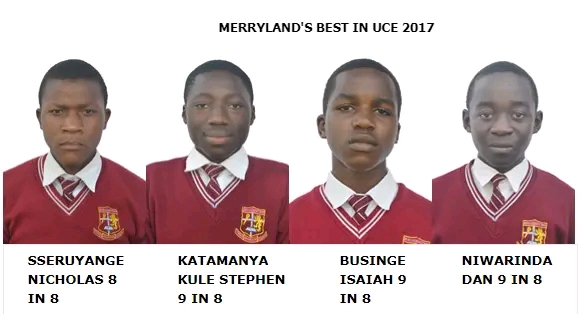 MERRYLAND'S BEST IN UCE 2017
SSERUYANGE
NICHOLAS 8
IN 8
KATAMANYA
KULE STEPHEN
9 IN 8
BUSINGE
ISAIAH 9
IN 8
NIWARINDA
DAN 9 IN 8